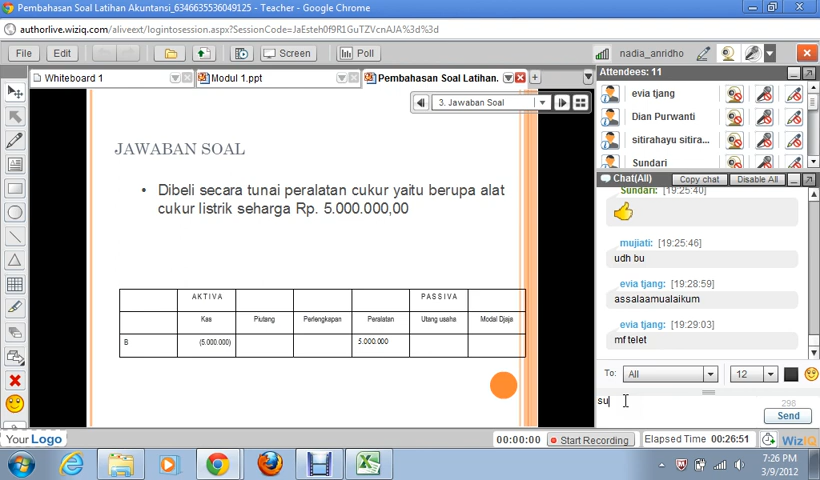 Pembahasan Soal Latihan Akuntansi_6346635536049125 - Teacher - Google Chrome
authorlive.wiziq.com/aliveext/logintosession.aspx?SessionCode=JaEsteh0f9R1GuTZVcnAJA%3d%3d
File Edit Screen Poll nadia_anridho
Whiteboard 1 Modul 1.ppt Pembahasan Soal Latihan.
3. Jawaban Soal
Attendees: 11
evia tjang
Dian Purwanti
sitirahayu sitira...
Sundari
JAWABAN SOAL
• Dibeli secara tunai peralatan cukur yaitu berupa alat
cukur listrik seharga Rp. 5.000.000,00
AKTIVA PASSIVA
Kas Piutang Perlengkapan Peralatan Utang usaha Modal Djaja
B (5.000.000) 5.000.000
Chat(All) Copy chat Disable All
Sundari: [19:25:40]
mujiati: [19:25:46]
udh bu
evia tjang [19:28:59]
assalaamualaikum
evia tjang [19:29:03]
mf telet
To: All 12
su
298
Send
Your Logo
00:00:00 Start Recording Elapsed Time 00:26:51 WizIQ
7:26 PM
3/9/2012